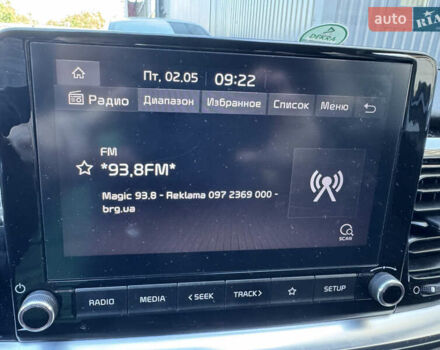 AUTO.RIA
DEKRA
Пт, 02.05 09:22
Радио Диапазон Избранное Список Меню
FM
*93,8FM*
Magic 93.8 - Reklama 097 2369 000 -
brg.ua
SCAN
RADIO MEDIA <SEEK TRACK> SETUP